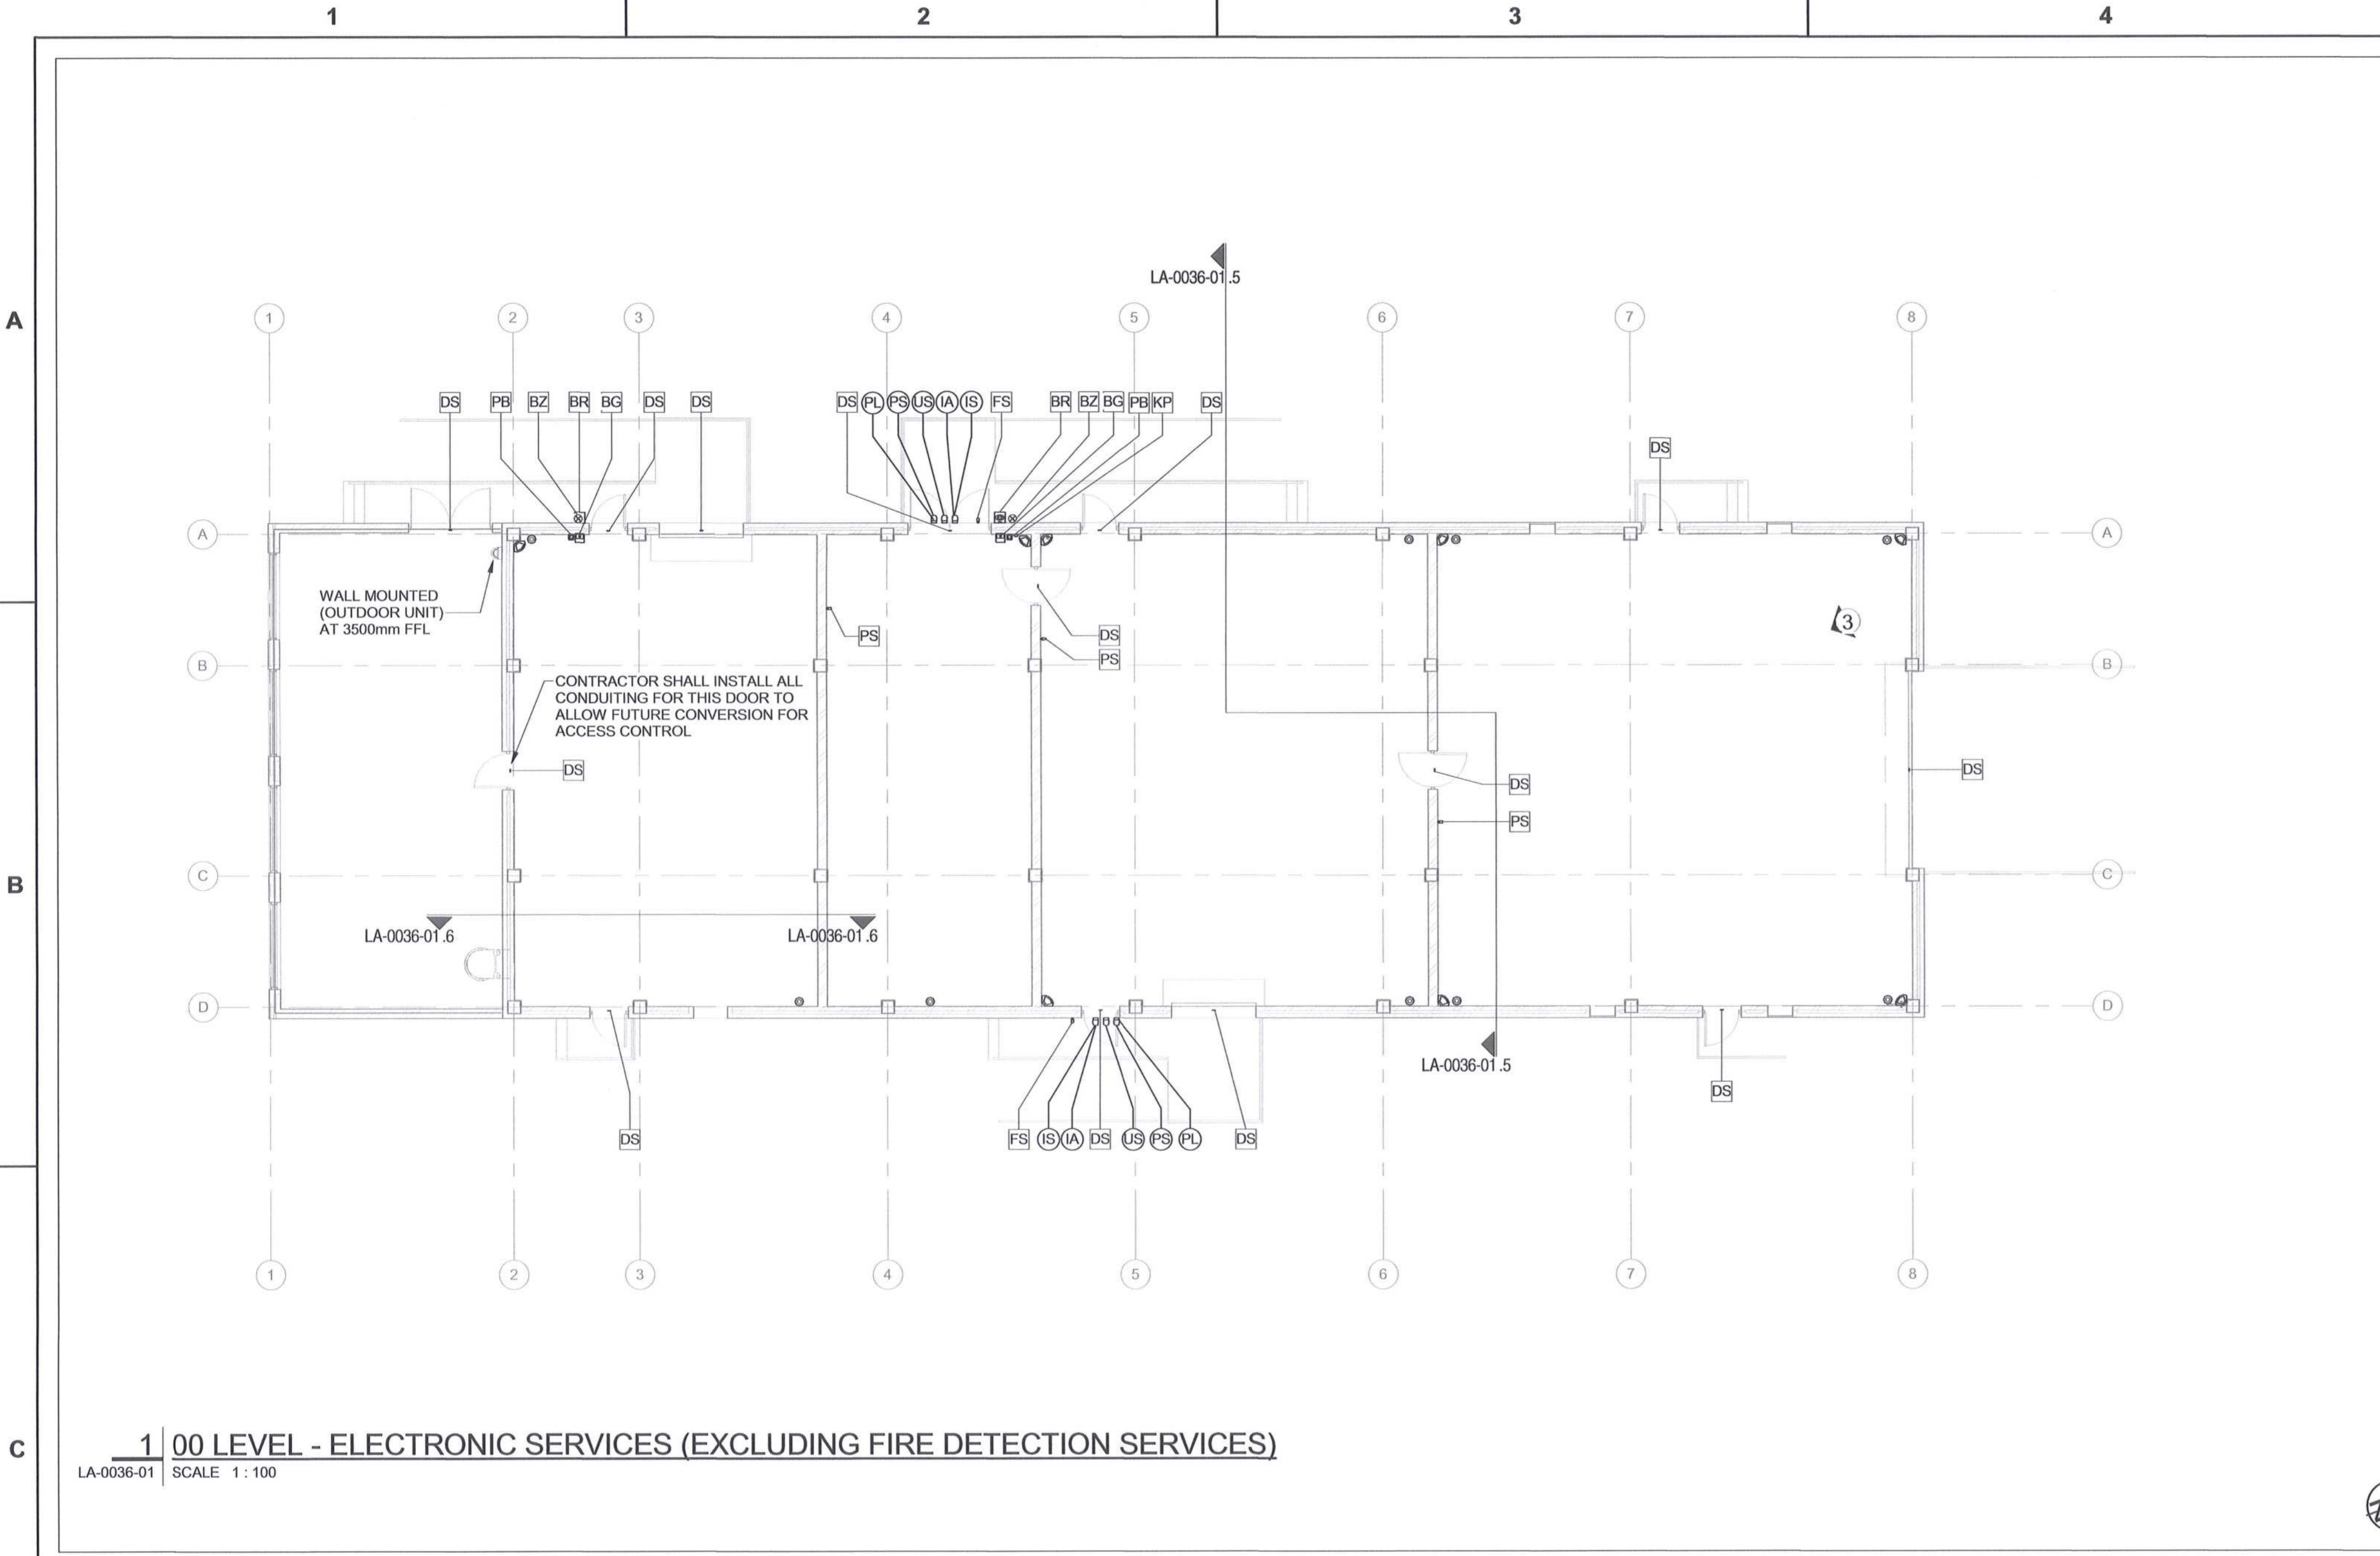 1 2 3 4
LA-0036-01.5
A
1 2 3 4 5 6 7 8
DS PB BZ BR BG DS DS DS PL PS US IA IS FS BR BZ BG PB KP DS
DS
A A
WALL MOUNTED
(OUTDOOR UNIT)
AT 3500mm FFL
3
PS DS
PS
B B
CONTRACTOR SHALL INSTALL ALL
CONDUITING FOR THIS DOOR TO
ALLOW FUTURE CONVERSION FOR
ACCESS CONTROL
DS DS DS
PS
B
C C
LA-0036-01.6 LA-0036-01.6
D D
LA-0036-01.5
DS
DS FS IS IA DS US PS PL DS
1 2 3 4 5 6 7 8
C
1 00 LEVEL - ELECTRONIC SERVICES (EXCLUDING FIRE DETECTION SERVICES)
LA-0036-01 SCALE 1 : 100